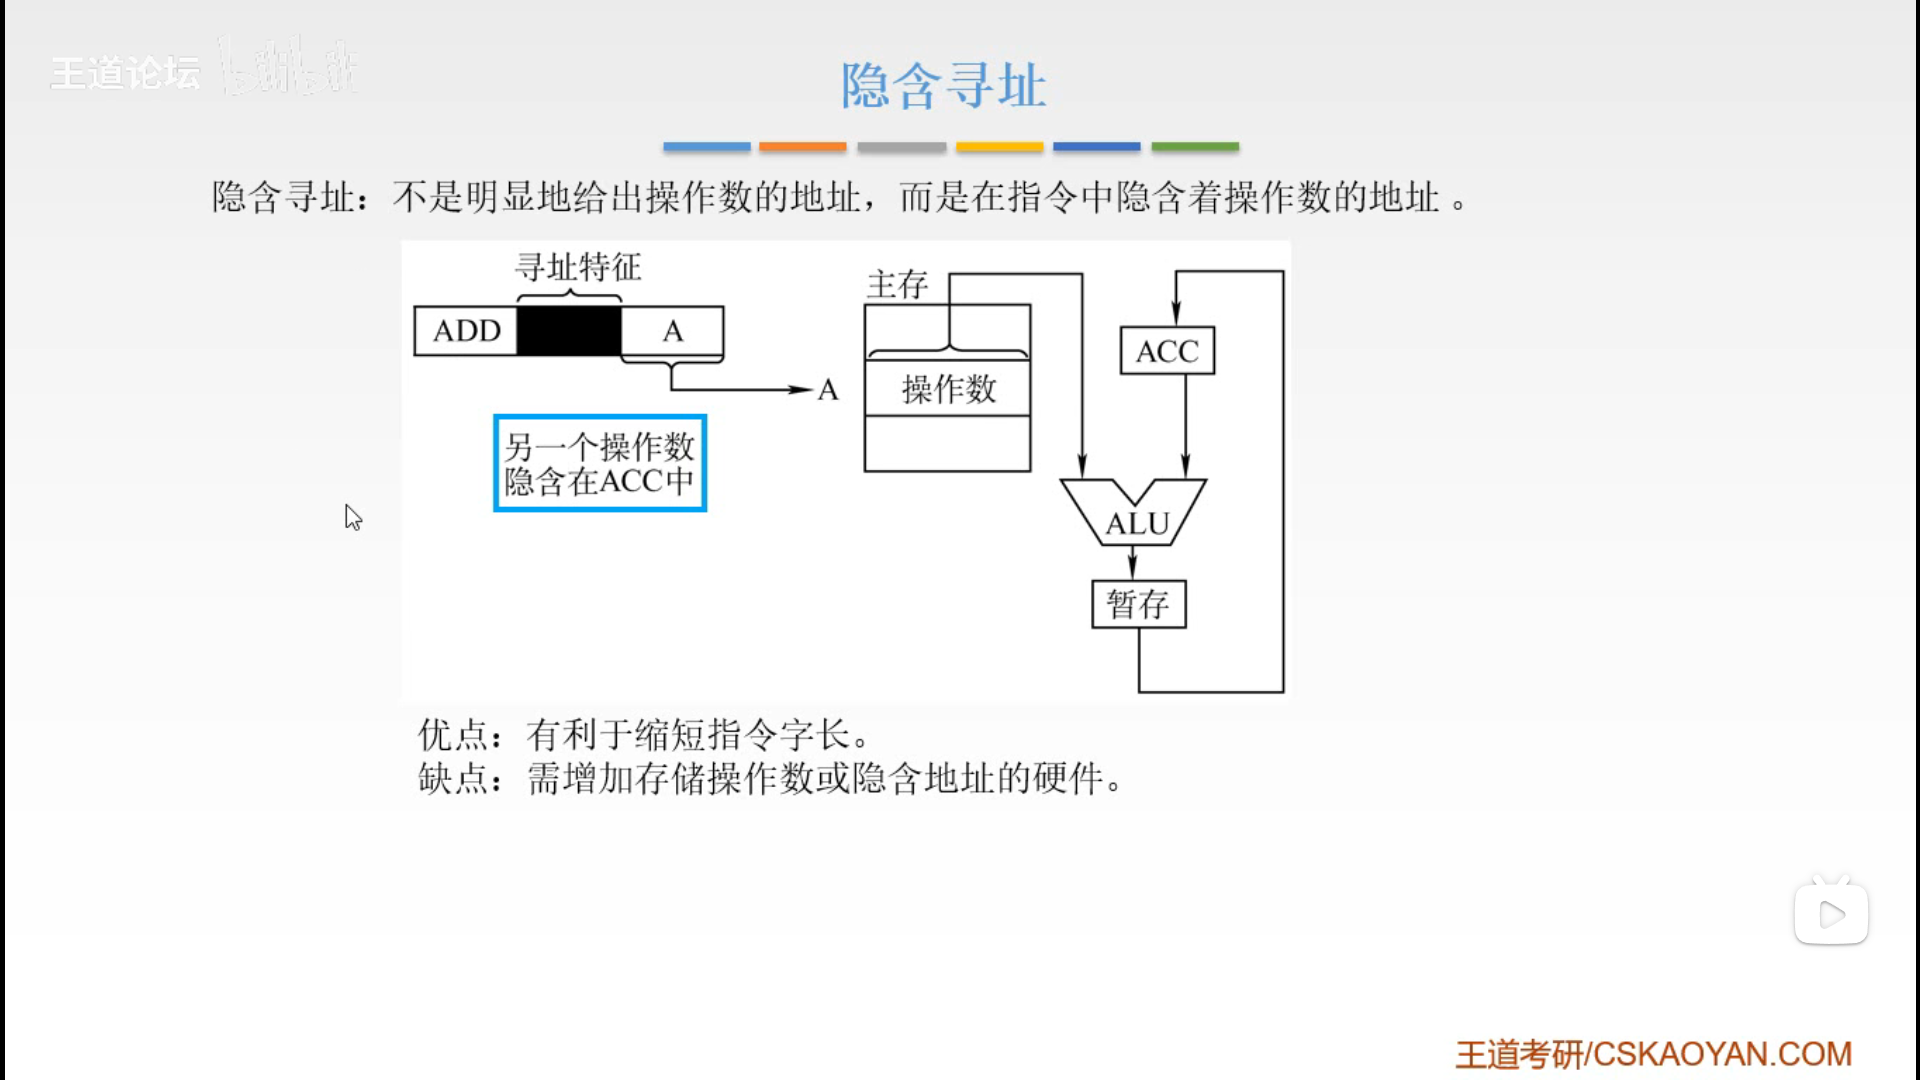 王道论坛 bilibili
隐含寻址
隐含寻址：不是明显地给出操作数的地址，而是在指令中隐含着操作数的地址 。
寻址特征
ADD
A
A
另一个操作数
隐含在ACC中
主存
操作数
ACC
ALU
暂存
优点：有利于缩短指令字长。
缺点：需增加存储操作数或隐含地址的硬件。
王道考研/CSKAOYAN.COM